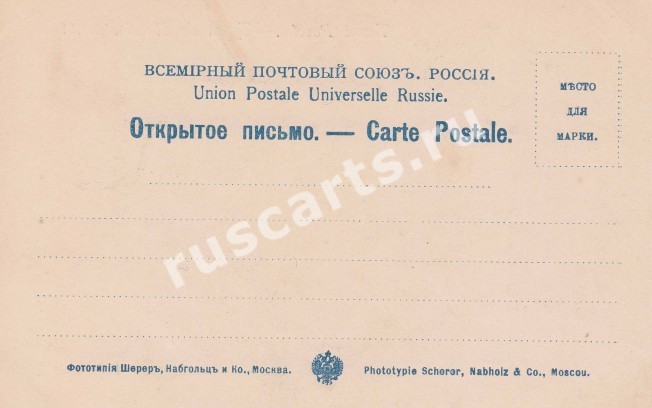 ВСЕМІРНЫЙ ПОЧТОВЫЙ СОЮЗЪ. РОССІЯ.
Union Postale Universelle Russie.
Открытое письмо. — Carte Postale.
МѢСТО
ДЛЯ
МАРКИ.
ruscarts.ru
Фототипія Шереръ, Набгольцъ и Ко., Москва.
Phototypie Scherer, Nabholz & Co., Moscou.